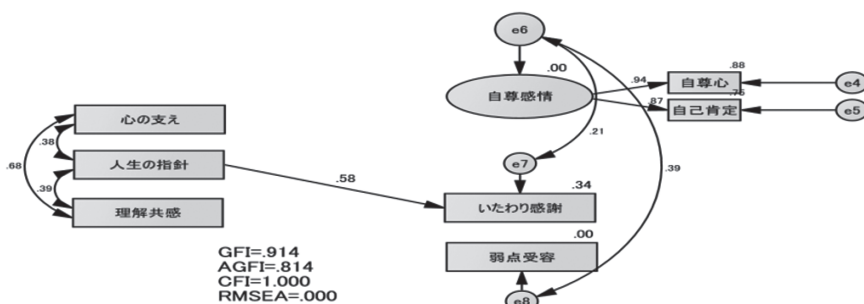 e6
.00
.94
.88
自尊感情
自尊心
e4
.87
.75
自己肯定
e5
心の支え
.38
.21
.68
人生の指針
e7
.39
.39
.58
.34
理解共感
いたわり感謝
.00
GFI=.914
弱点受容
AGFI=.814
CFI=1.000
RMSEA=.000
e8